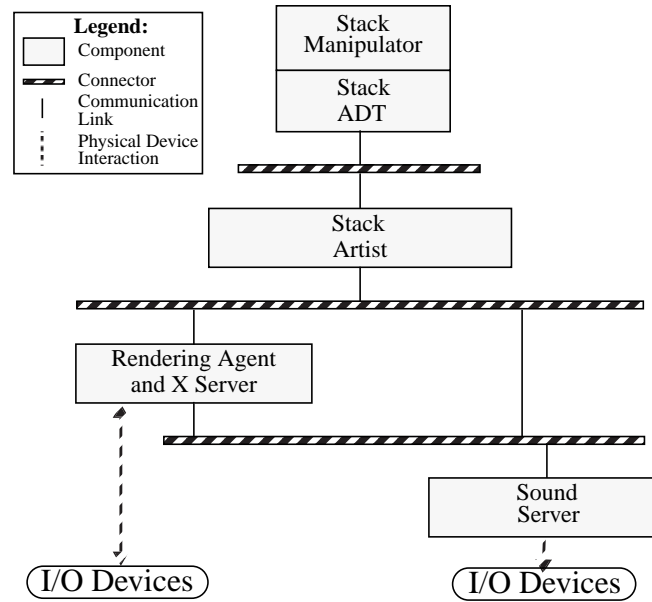 Legend:
Component
Connector
Communication
Link
Physical Device
Interaction
Stack
Manipulator
Stack
ADT
Stack
Artist
Rendering Agent
and X Server
Sound
Server
I/O Devices
I/O Devices